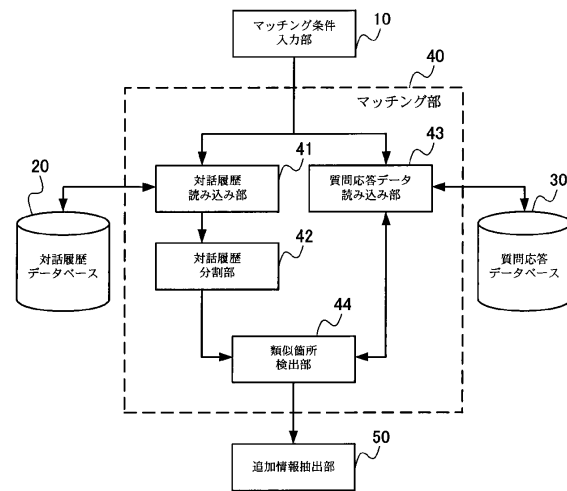 マッチング条件
入力部
10
40
マッチング部
41
43
対話履歴
読み込み部
質問応答データ
読み込み部
20
30
対話履歴
データベース
42
対話履歴
分割部
質問応答
データベース
44
類似箇所
検出部
50
追加情報抽出部